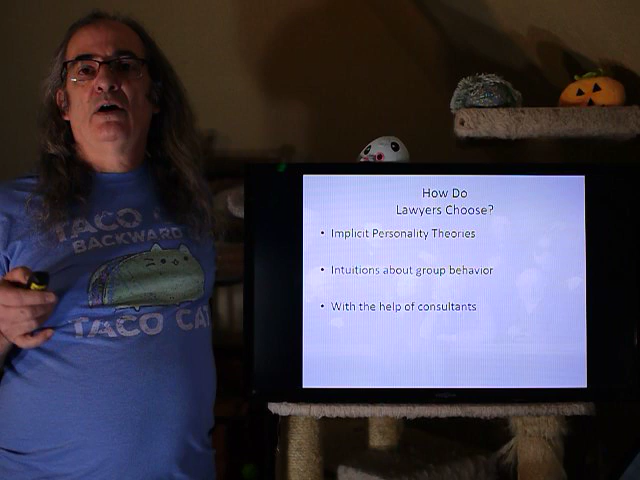 TACO
BACKWARD
TACO CA
How Do
Lawyers Choose?
• Implicit Personality Theories
• Intuitions about group behavior
• With the help of consultants